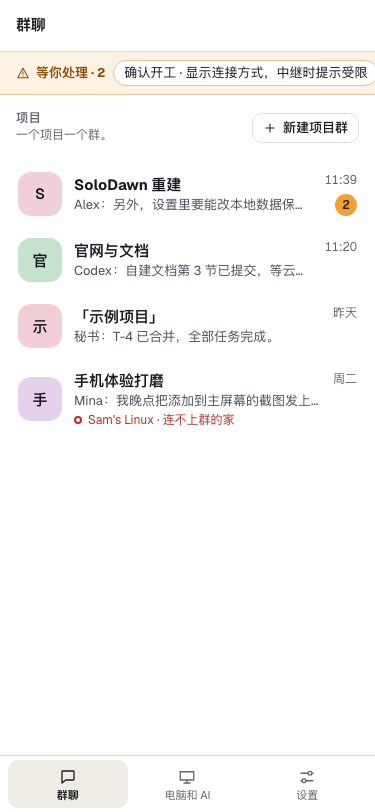 群聊
等你处理 · 2
确认开工 · 显示连接方式，中继时提示受限
项目
一个项目一个群。
新建项目群
S
SoloDawn 重建
11:39
Alex：另外，设置里要能改本地数据保…
2
官
官网与文档
11:20
Codex：自建文档第 3 节已提交，等云…
示
「示例项目」
昨天
秘书：T-4 已合并，全部任务完成。
手
手机体验打磨
周二
Mina：我晚点把添加到主屏幕的截图发上…
Sam's Linux · 连不上群的家
群聊
电脑和 AI
设置